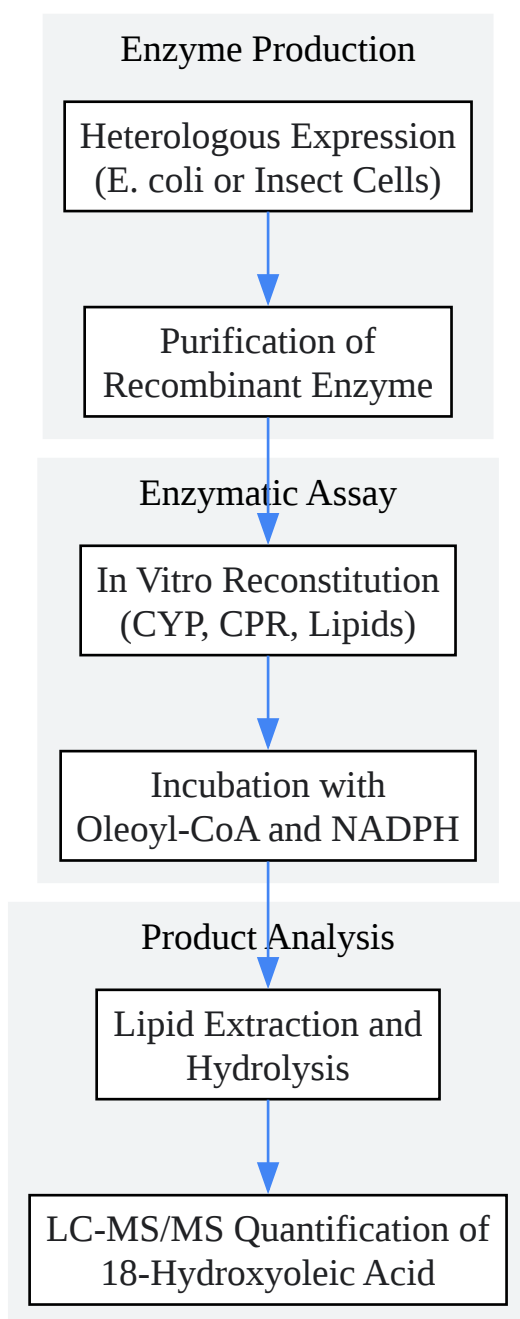 Enzyme Production
Heterologous Expression
(E. coli or Insect Cells)
Purification of
Recombinant Enzyme
Enzymatic Assay
In Vitro Reconstitution
(CYP, CPR, Lipids)
Incubation with
Oleoyl-CoA and NADPH
Product Analysis
Lipid Extraction and
Hydrolysis
LC-MS/MS Quantification of
18-Hydroxyoleic Acid